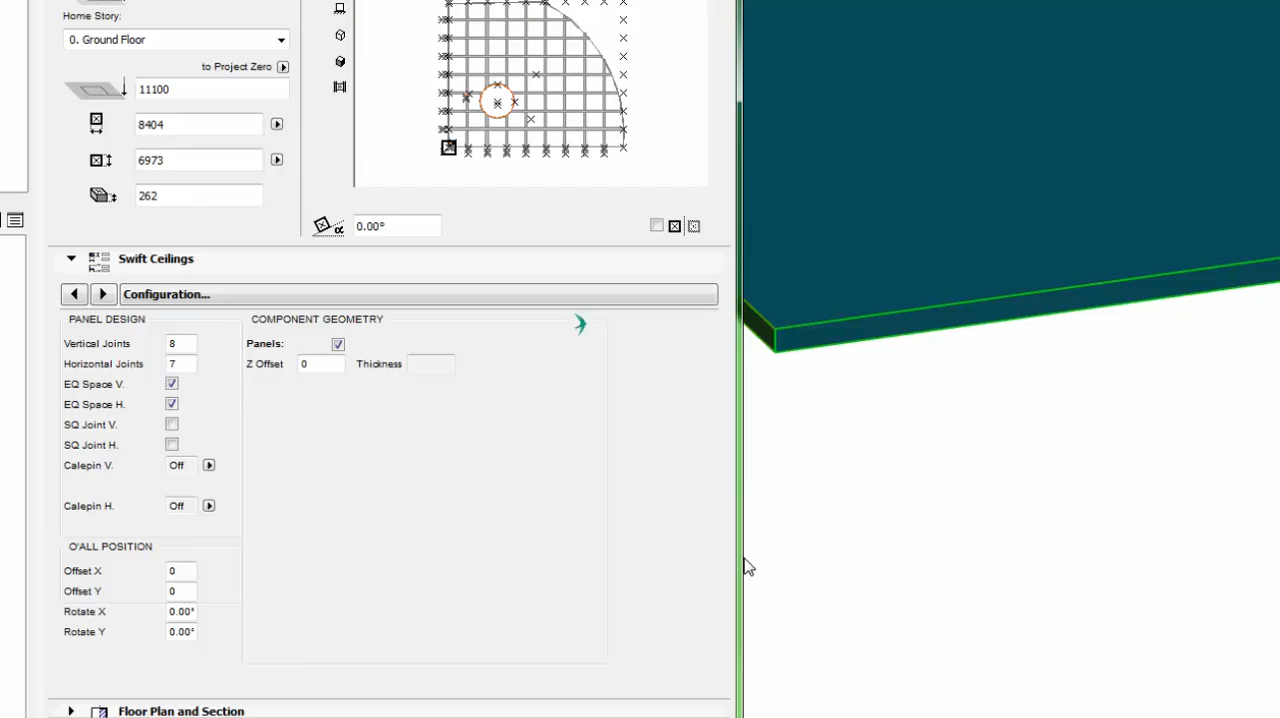 Home Story:
0. Ground Floor
to Project Zero
11100
8404
6973
262
α 0.00°
Swift Ceilings
Configuration...
PANEL DESIGN
Vertical Joints 8
Horizontal Joints 7
EQ Space V.
EQ Space H.
SQ Joint V.
SQ Joint H.
Calepin V. Off
Calepin H. Off
O'ALL POSITION
Offset X 0
Offset Y 0
Rotate X 0.00°
Rotate Y 0.00°
COMPONENT GEOMETRY
Panels:
Z Offset 0 Thickness
Floor Plan and Section